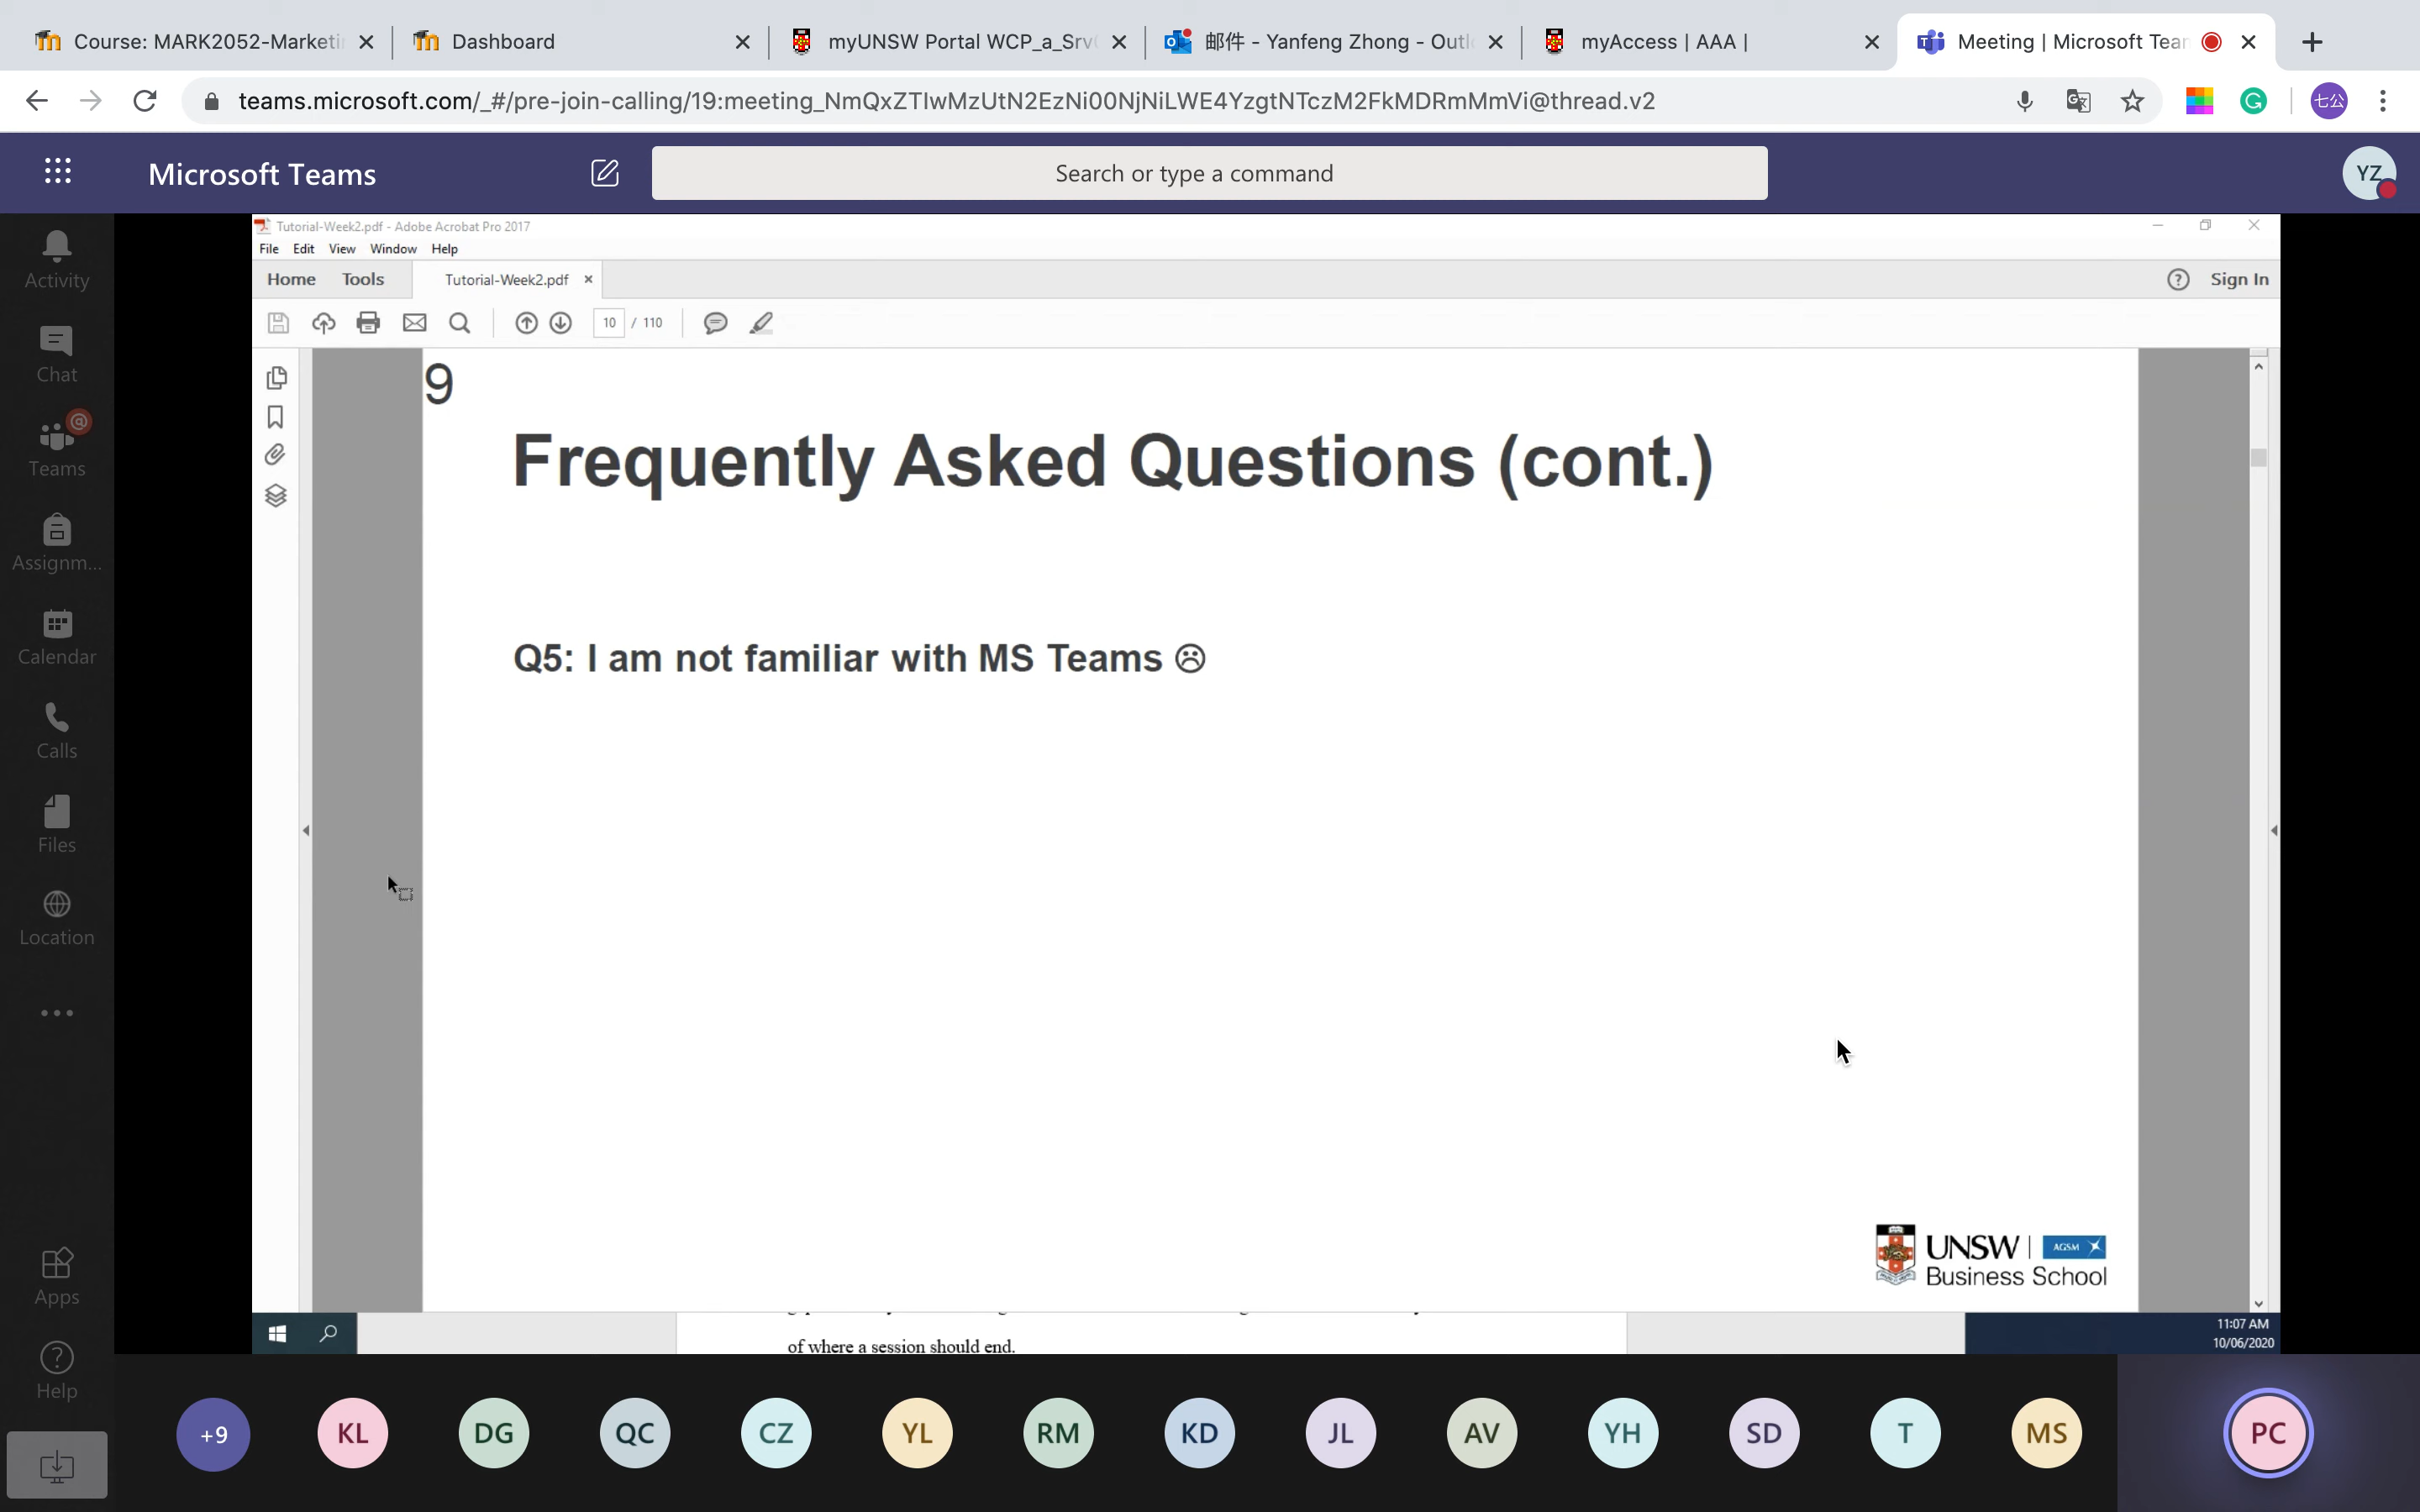 Course: MARK2052-Marketi
Dashboard
myUNSW Portal WCP_a_Srv
邮件 - Yanfeng Zhong - Outl
myAccess | AAA |
Meeting | Microsoft Tea
teams.microsoft.com/_#/pre-join-calling/19:meeting_NmQxZTIwMzUtN2EzNi00NjNiLWE4YzgtNTczM2FkMDRmMmVi@thread.v2
七公
Microsoft Teams
Search or type a command
YZ
Activity
Chat
Teams
Assignm...
Calendar
Calls
Files
Location
Apps
Help
Tutorial-Week2.pdf - Adobe Acrobat Pro 2017
File Edit View Window Help
Home Tools Tutorial-Week2.pdf
Sign In
10 / 110
9
Frequently Asked Questions (cont.)
Q5: I am not familiar with MS Teams ☹
UNSW | AGSM
Business School
of where a session should end.
11:07 AM
10/06/2020
+9 KL DG QC CZ YL RM KD JL AV YH SD T MS PC